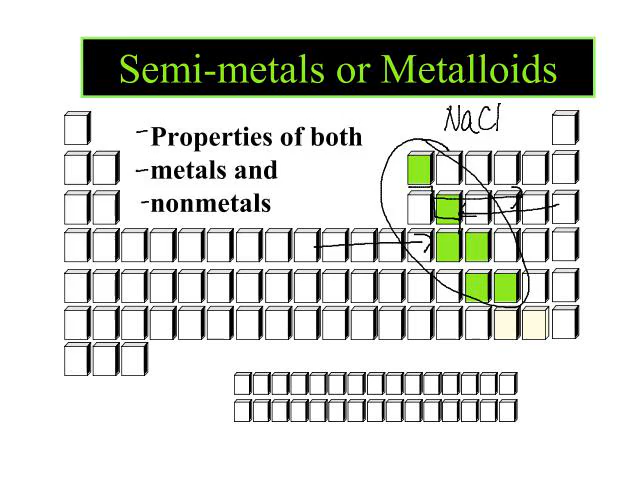 Semi-metals or Metalloids
NaCl
-Properties of both
-metals and
-nonmetals